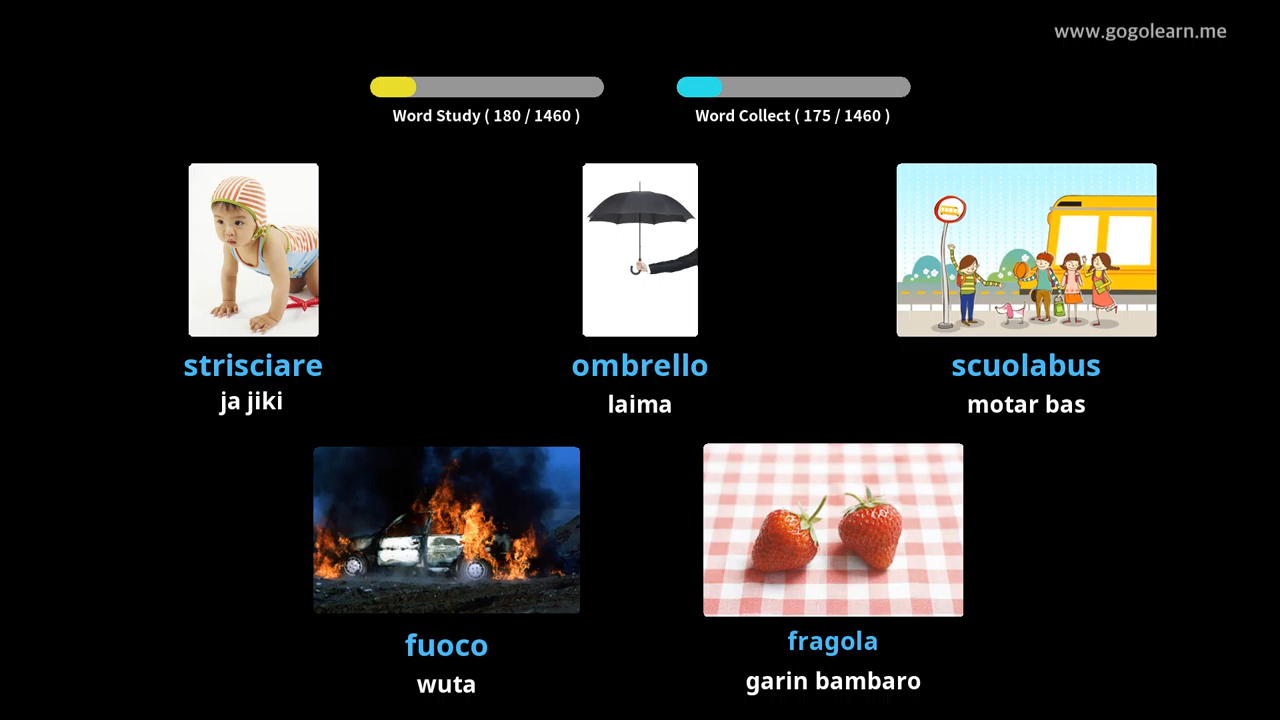 www.gogolearn.me
Word Study ( 180 / 1460 )
Word Collect ( 175 / 1460 )
strisciare
ja jiki
ombrello
laima
scuolabus
motar bas
fuoco
wuta
fragola
garin bambaro